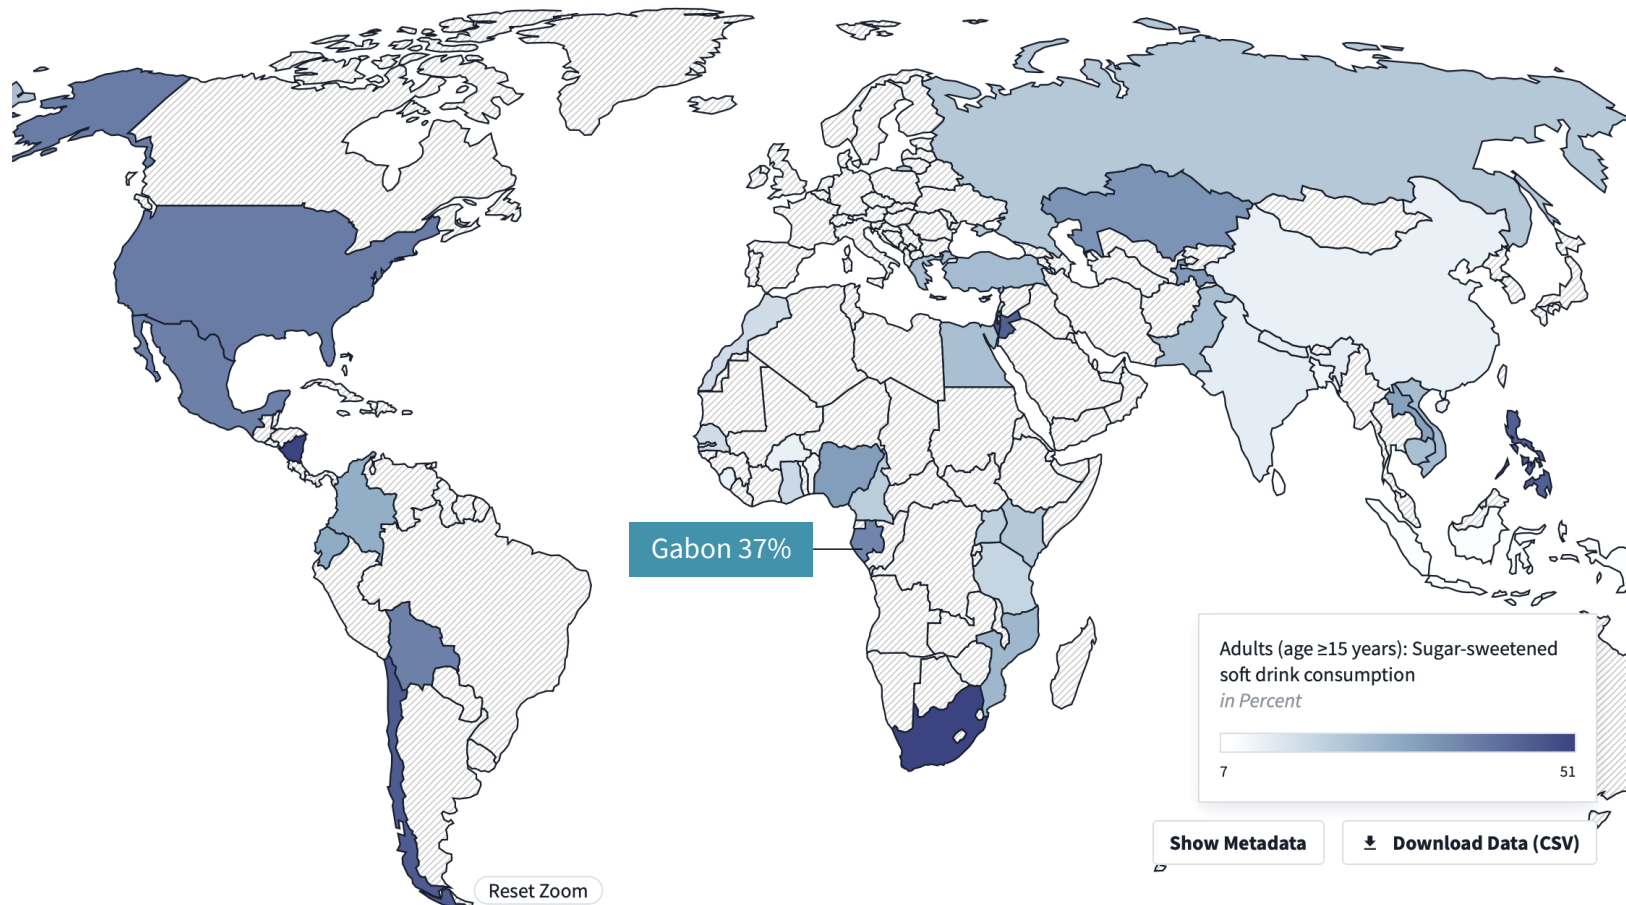 Gabon 37%
Adults (age ≥15 years): Sugar-sweetened
soft drink consumption
in Percent
7 51
Show Metadata
Download Data (CSV)
Reset Zoom